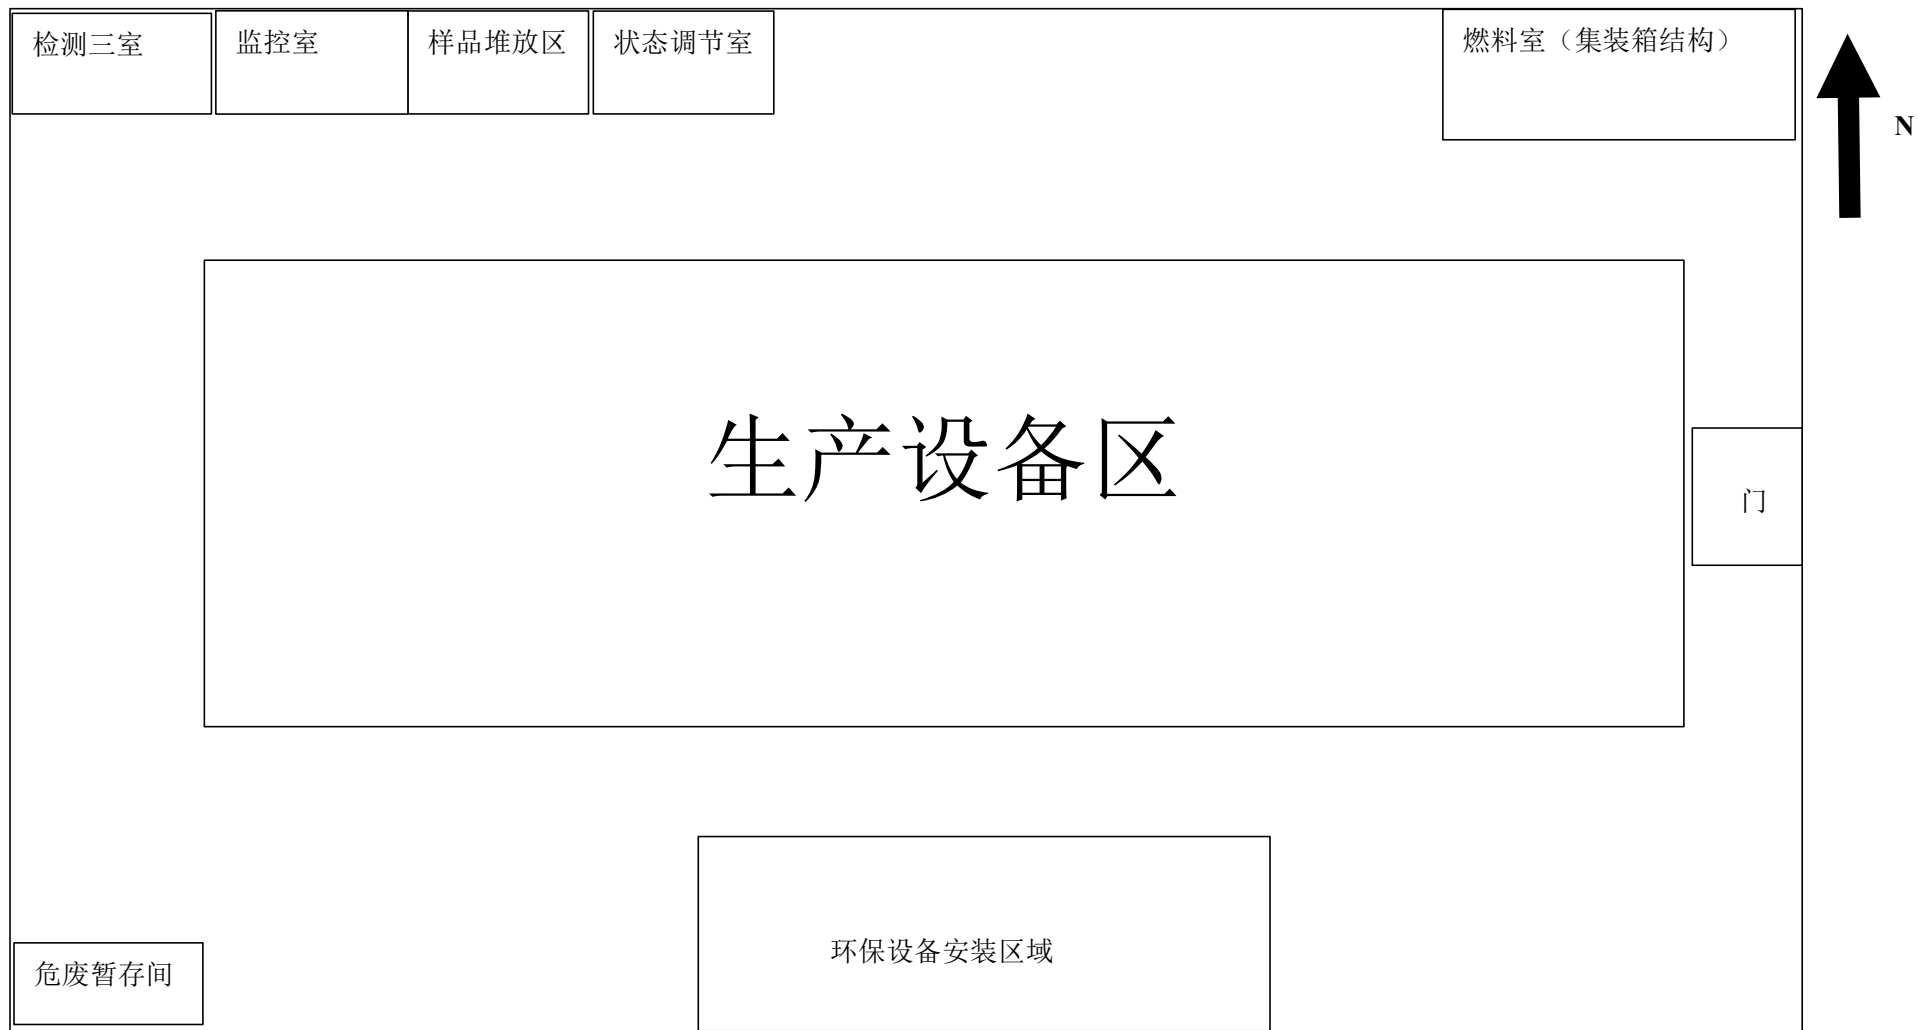 检测三室
监控室
样品堆放区
状态调节室
燃料室（集装箱结构）
N
生产设备区
门
环保设备安装区域
危废暂存间